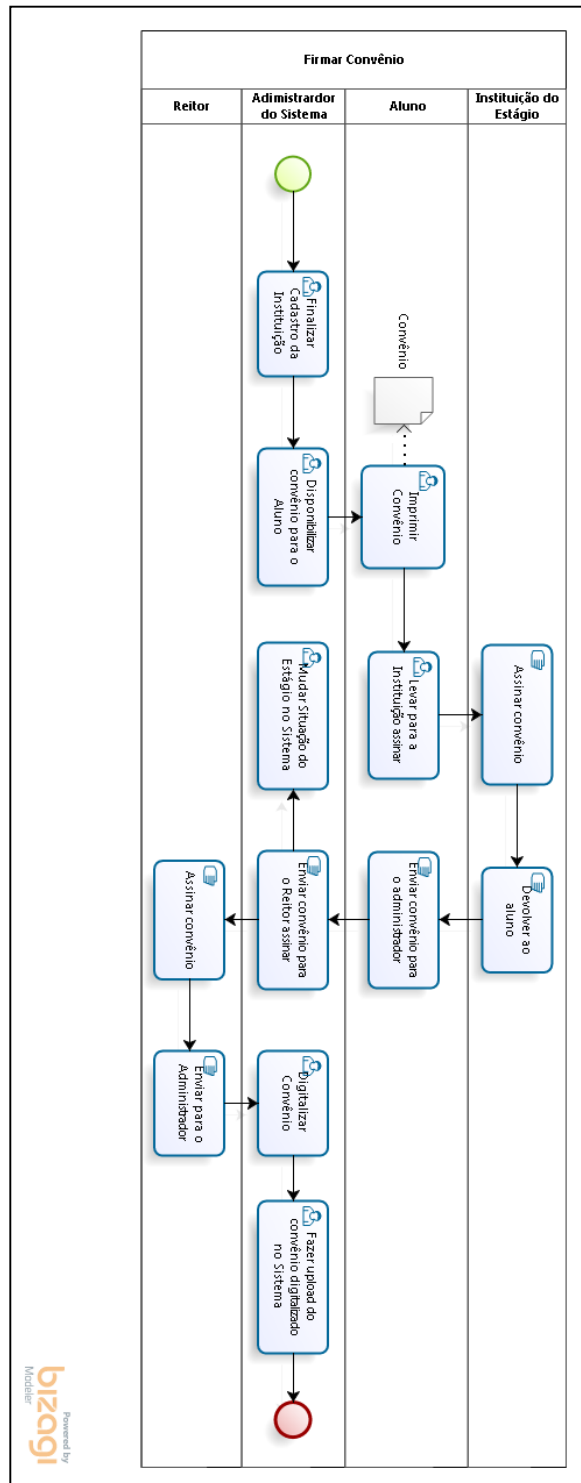 Firmar Convênio
Reitor
Adimistrardor
do Sistema
Aluno
Instituição do
Estágio
Finalizar
Cadastro da
Instituição
Convênio
Disponibilizar
convênio para o
Aluno
Imprimir
Convênio
Mudar Situação do
Estágio no Sistema
Levar para a
Instituição assinar
Assinar convênio
Assinar convênio
Enviar convênio para
o Reitor assinar
Enviar convênio para
o administrador
Devolver ao
aluno
Enviar para o
Administrador
Digitalizar
Convênio
Fazer upload do
convênio digitalizado
no Sistema
Powered by
bizagi
Modeler